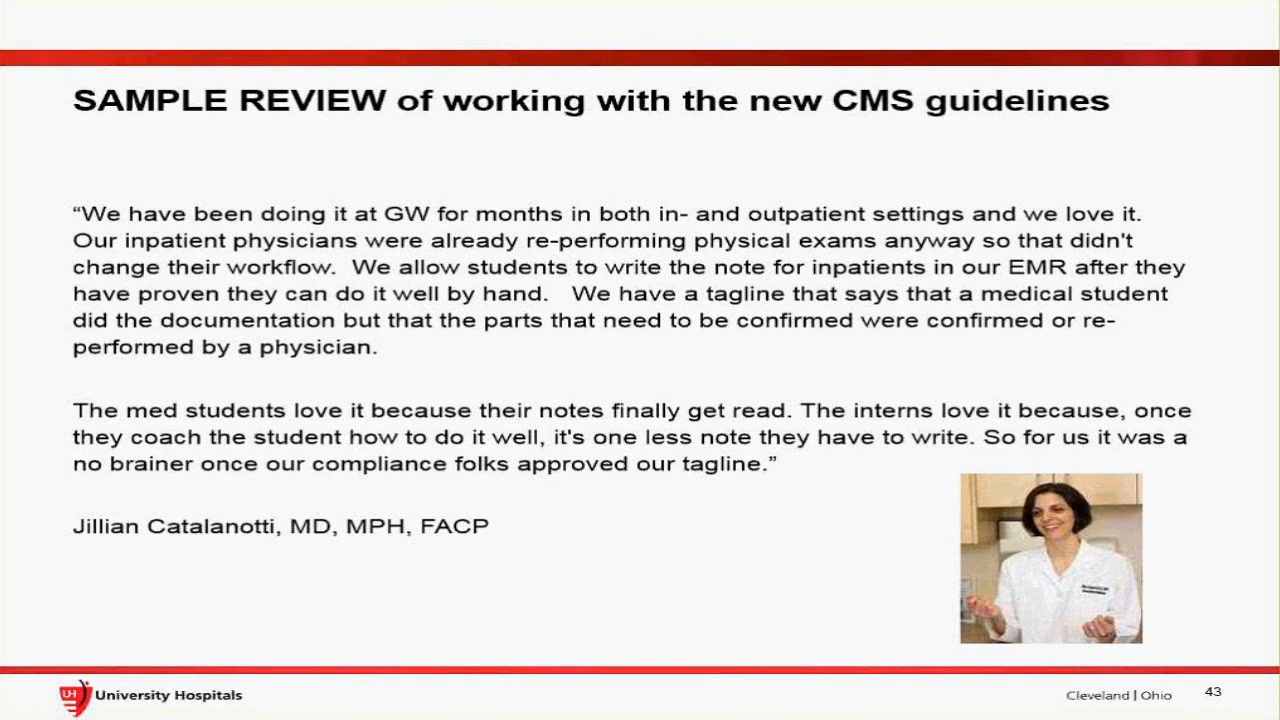 SAMPLE REVIEW of working with the new CMS guidelines
“We have been doing it at GW for months in both in- and outpatient settings and we love it.
Our inpatient physicians were already re-performing physical exams anyway so that didn't
change their workflow. We allow students to write the note for inpatients in our EMR after they
have proven they can do it well by hand. We have a tagline that says that a medical student
did the documentation but that the parts that need to be confirmed were confirmed or re-
performed by a physician.
The med students love it because their notes finally get read. The interns love it because, once
they coach the student how to do it well, it's one less note they have to write. So for us it was a
no brainer once our compliance folks approved our tagline.”
Jillian Catalanotti, MD, MPH, FACP
UH University Hospitals
Cleveland | Ohio
43